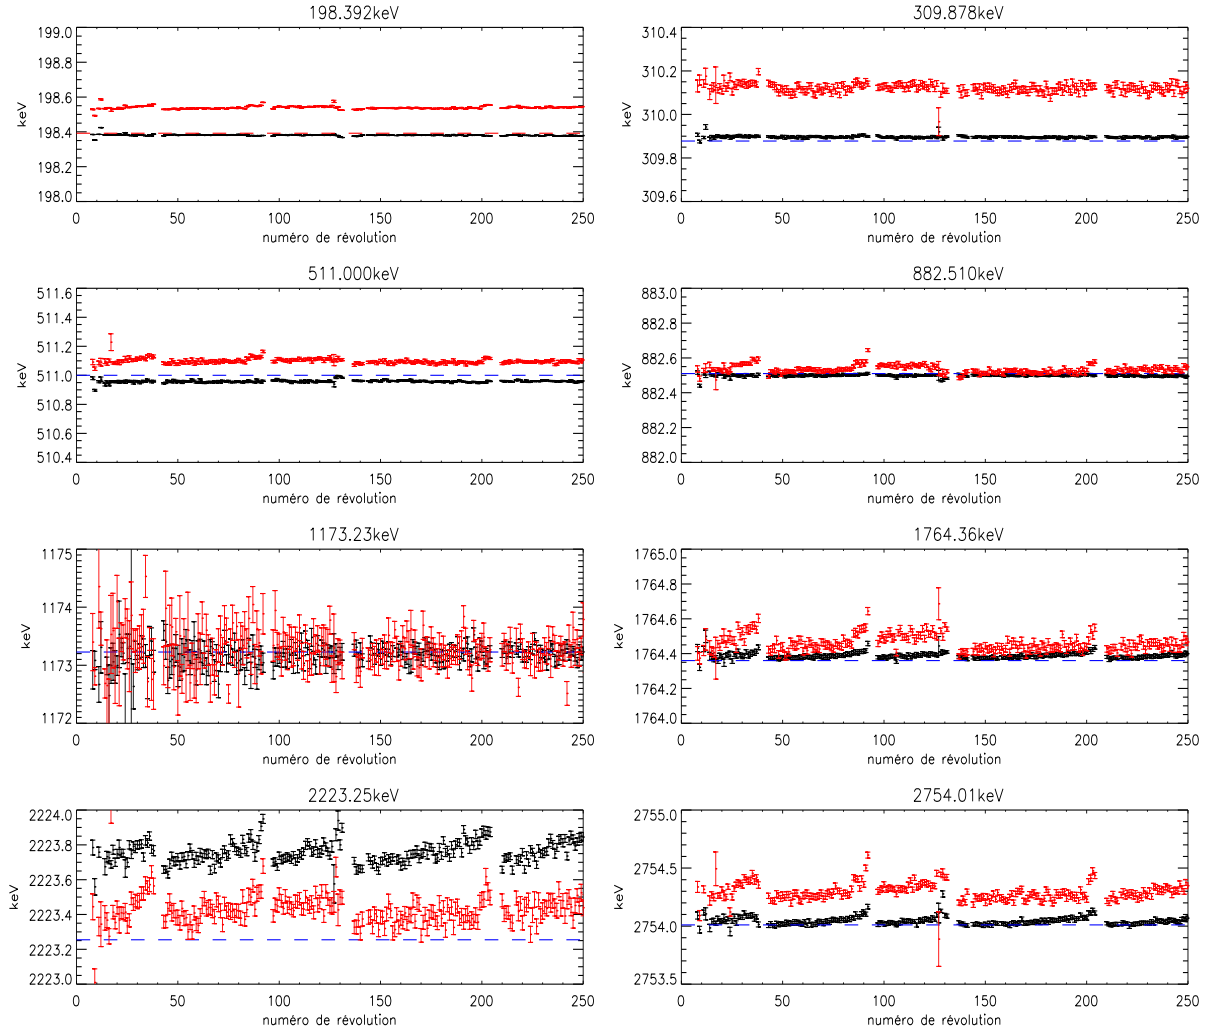 198.392keV
199.0
198.8
198.6
198.4
198.2
198.0
keV
0 50 100 150 200 250
numéro de révolution
309.878keV
310.4
310.2
310.0
309.8
309.6
keV
0 50 100 150 200 250
numéro de révolution
511.000keV
511.6
511.4
511.2
511.0
510.8
510.6
510.4
keV
0 50 100 150 200 250
numéro de révolution
882.510keV
883.0
882.8
882.6
882.4
882.2
882.0
keV
0 50 100 150 200 250
numéro de révolution
1173.23keV
1175
1174
1173
1172
keV
0 50 100 150 200 250
numéro de révolution
1764.36keV
1765.0
1764.8
1764.6
1764.4
1764.2
1764.0
keV
0 50 100 150 200 250
numéro de révolution
2223.25keV
2224.0
2223.8
2223.6
2223.4
2223.2
2223.0
keV
0 50 100 150 200 250
numéro de révolution
2754.01keV
2755.0
2754.5
2754.0
2753.5
keV
0 50 100 150 200 250
numéro de révolution